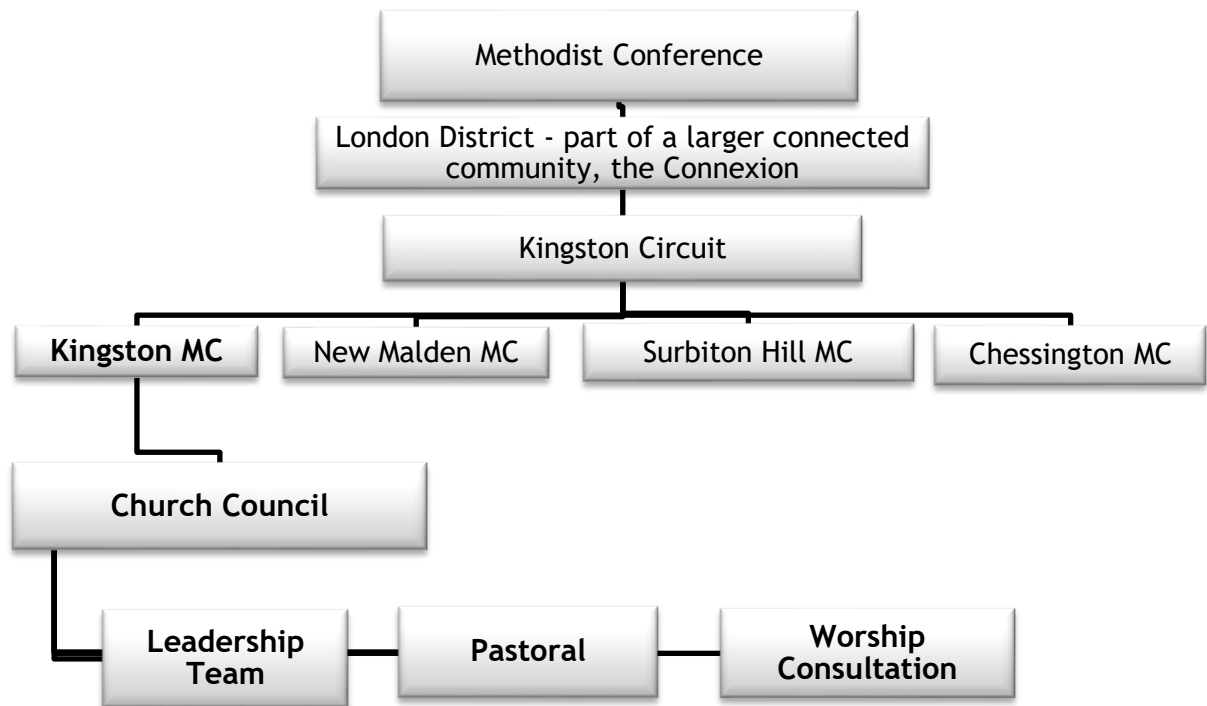 Methodist Conference
London District - part of a larger connected
community, the Connexion
Kingston Circuit
Kingston MC
New Malden MC
Surbiton Hill MC
Chessington MC
Church Council
Leadership
Team
Pastoral
Worship
Consultation